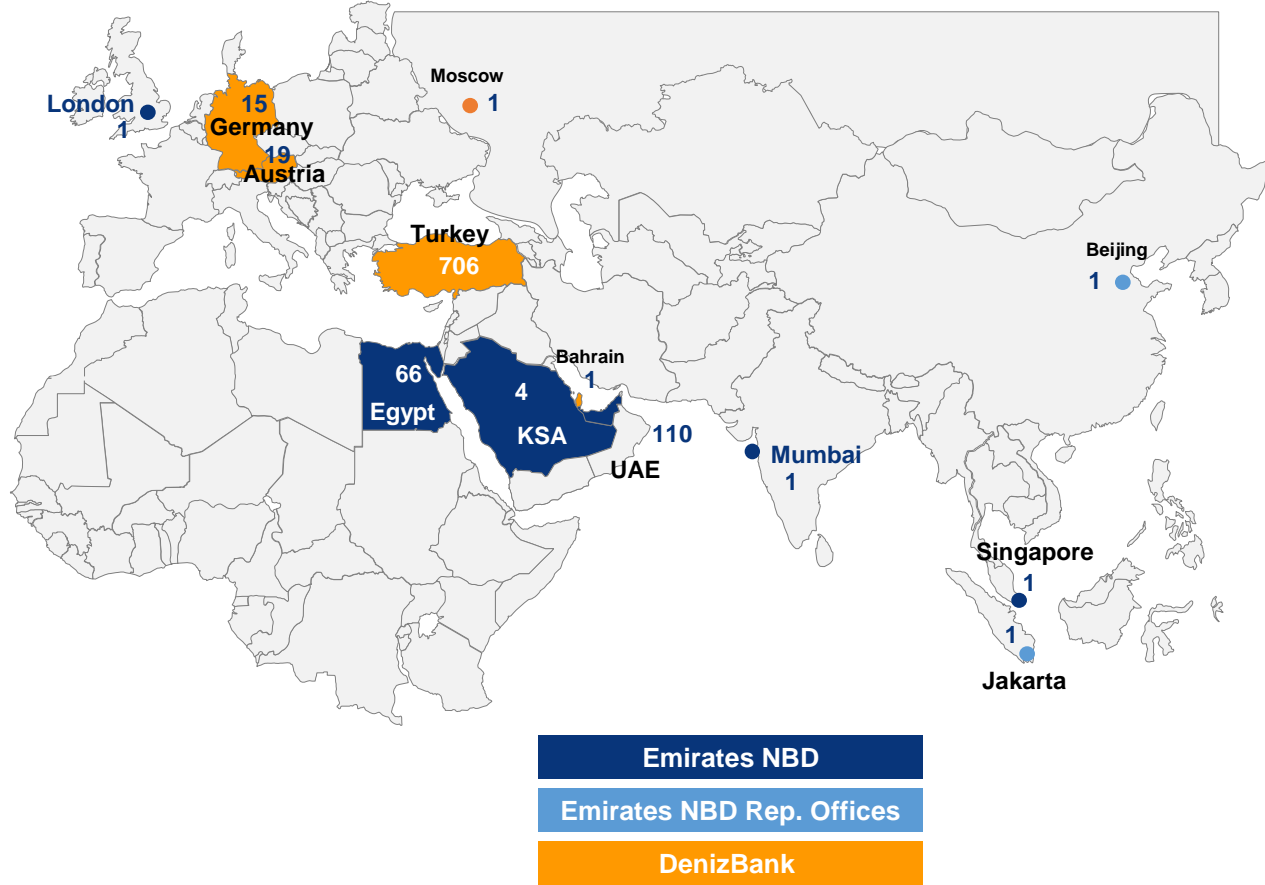 Moscow
1
London
1
15
Germany
19
Austria
Turkey
706
Beijing
1
Bahrain
1
66
Egypt
4
KSA
110
UAE
Mumbai
1
Singapore
1
1
Jakarta
Emirates NBD
Emirates NBD Rep. Offices
DenizBank